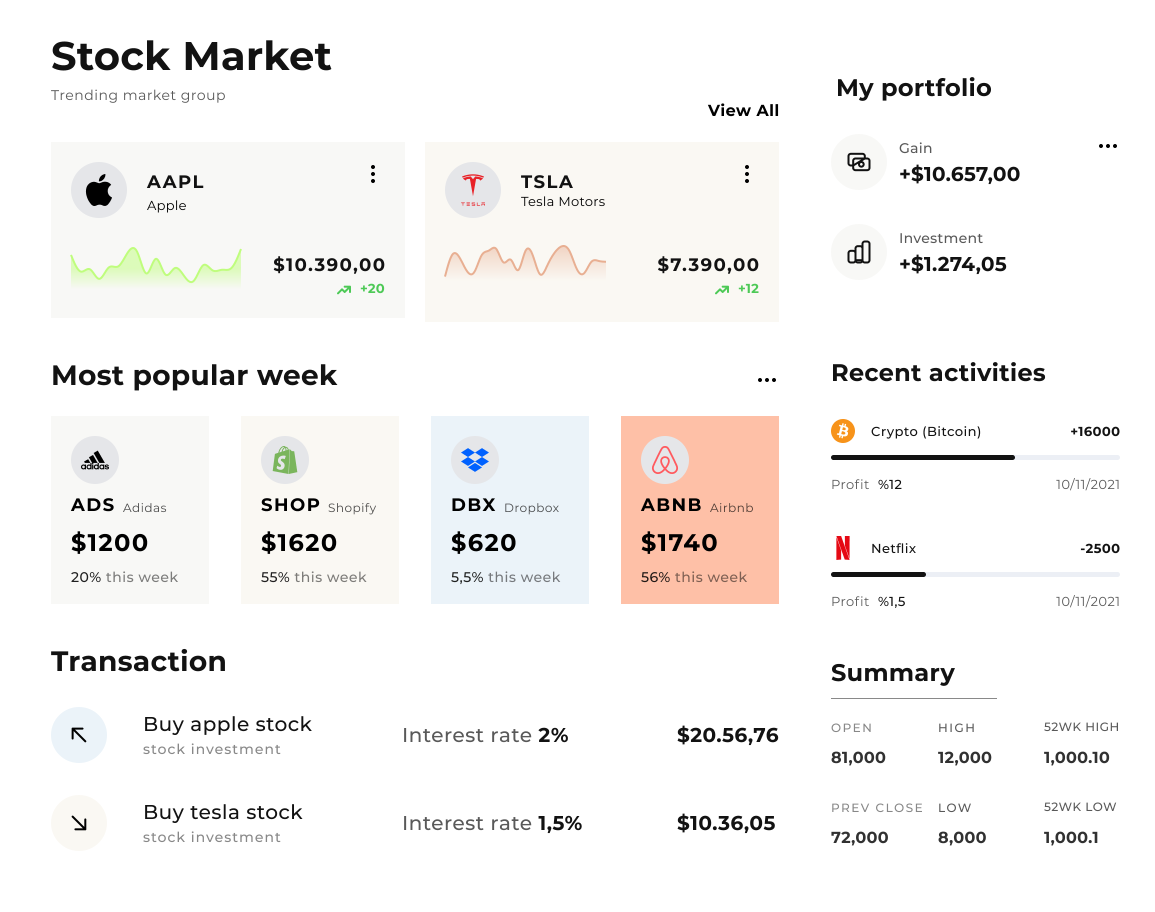 Stock Market
Trending market group
View All
AAPL
Apple
$10.390,00
+20
TSLA
TESLA
Tesla Motors
$7.390,00
+12
Most popular week
adidas
ADS Adidas
$1200
20% this week
SHOP Shopify
$1620
55% this week
DBX Dropbox
$620
5,5% this week
ABNB Airbnb
$1740
56% this week
Transaction
Buy apple stock
stock investment
Interest rate 2%
$20.56,76
Buy tesla stock
stock investment
Interest rate 1,5%
$10.36,05
My portfolio
Gain
+$10.657,00
Investment
+$1.274,05
Recent activities
Crypto (Bitcoin) +16000
Profit %12 10/11/2021
Netflix -2500
Profit %1,5 10/11/2021
Summary
OPEN HIGH 52WK HIGH
81,000 12,000 1,000.10
PREV CLOSE LOW 52WK LOW
72,000 8,000 1,000.1